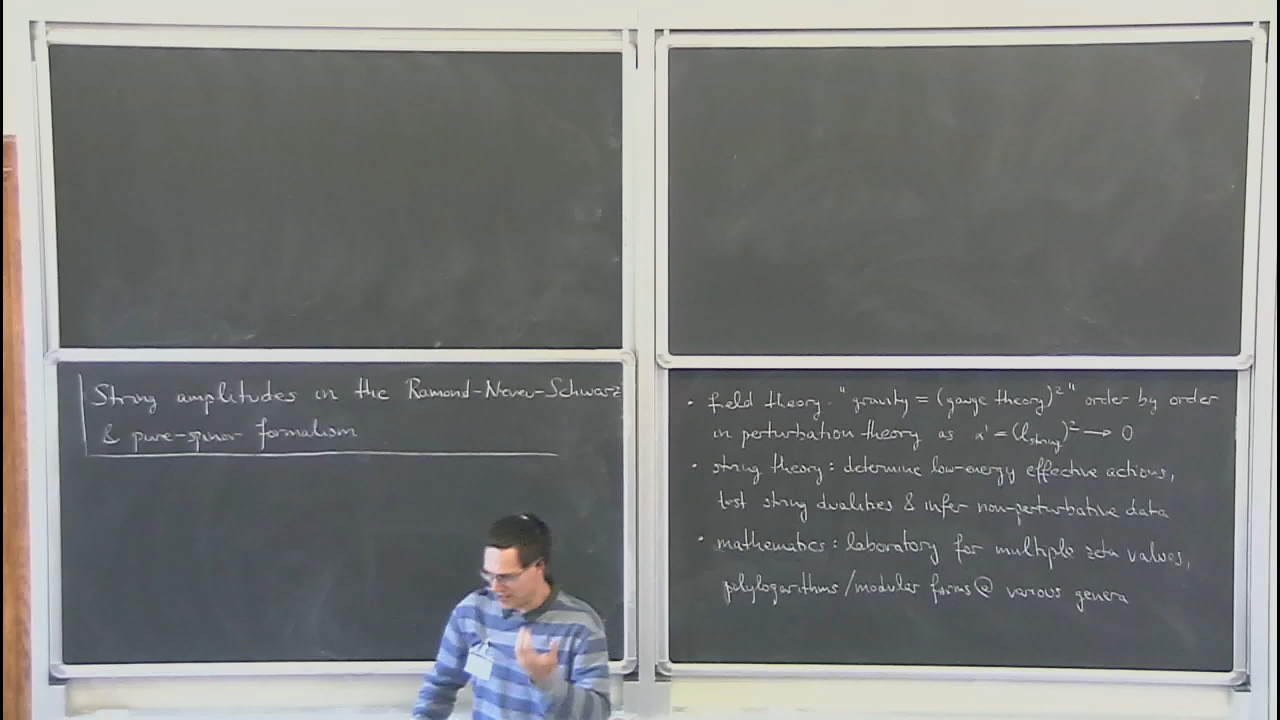 String amplitudes in the Ramond-Neveu-Schwarz
& pure-spinor formalism
• field theory: "gravity = (gauge theory)²" order by order
in perturbation theory as α' = (l_string)² → 0
• string theory: determine low-energy effective actions,
test string dualities & infer non-perturbative data
• mathematics: laboratory for multiple zeta values,
polylogarithms/modular forms @ various genera